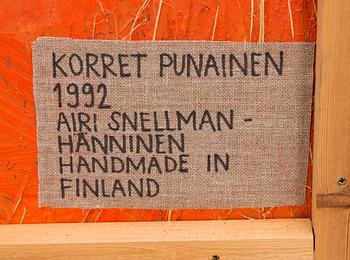 KORRET PUNAINEN
1992
AIRI SNELLMAN -
HÄNNINEN
HANDMADE IN
FINLAND